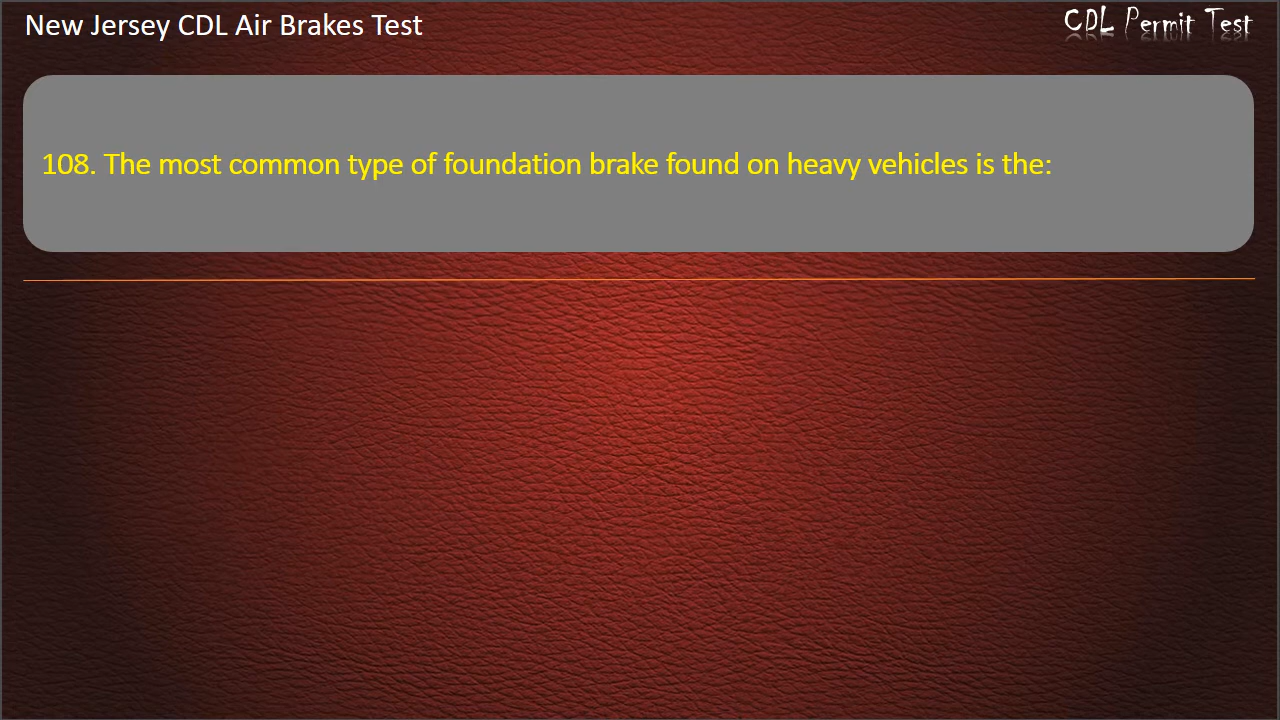 New Jersey CDL Air Brakes Test
CDL Permit Test
108. The most common type of foundation brake found on heavy vehicles is the: